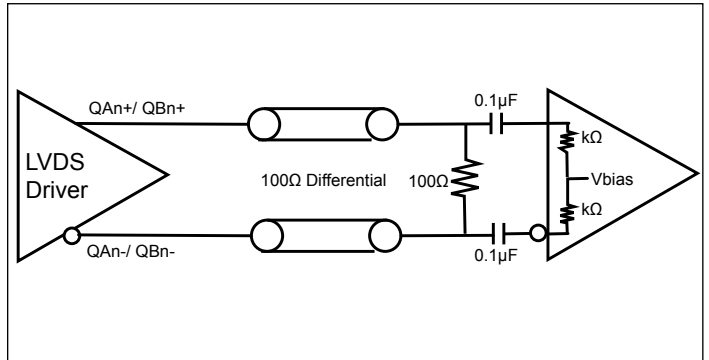 0.1µF
QAn+/ QBn+
kΩ
LVDS
Driver
100Ω Differential
100Ω
Vbias
kΩ
QAn-/ QBn-
0.1µF